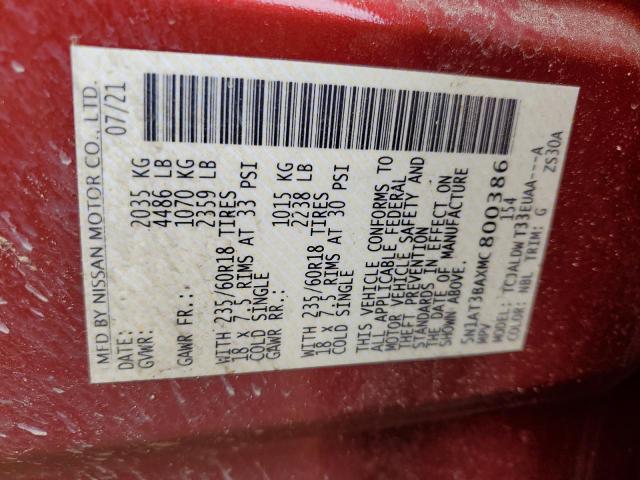 MFD BY NISSAN MOTOR CO., LTD.
DATE: 07/21
GVWR: 2035 KG
4486 LB
GAWR FR.: 1070 KG
2359 LB
WITH 235/60R18 TIRES
18 x 7.5 RIMS AT 33 PSI
COLD SINGLE
GAWR RR.: 1015 KG
2238 LB
WITH 235/60R18 TIRES
18 x 7.5 RIMS AT 30 PSI
COLD SINGLE
THIS VEHICLE CONFORMS TO
ALL APPLICABLE FEDERAL
MOTOR VEHICLE SAFETY AND
THEFT PREVENTION
STANDARDS IN EFFECT ON
THE DATE OF MANUFACTURE
SHOWN ABOVE.
5N1AT3BAXMC800386
MPV 154
MODEL: TCJALDW T33EUAA---A
COLOR: NBL TRIM: G ZS30A